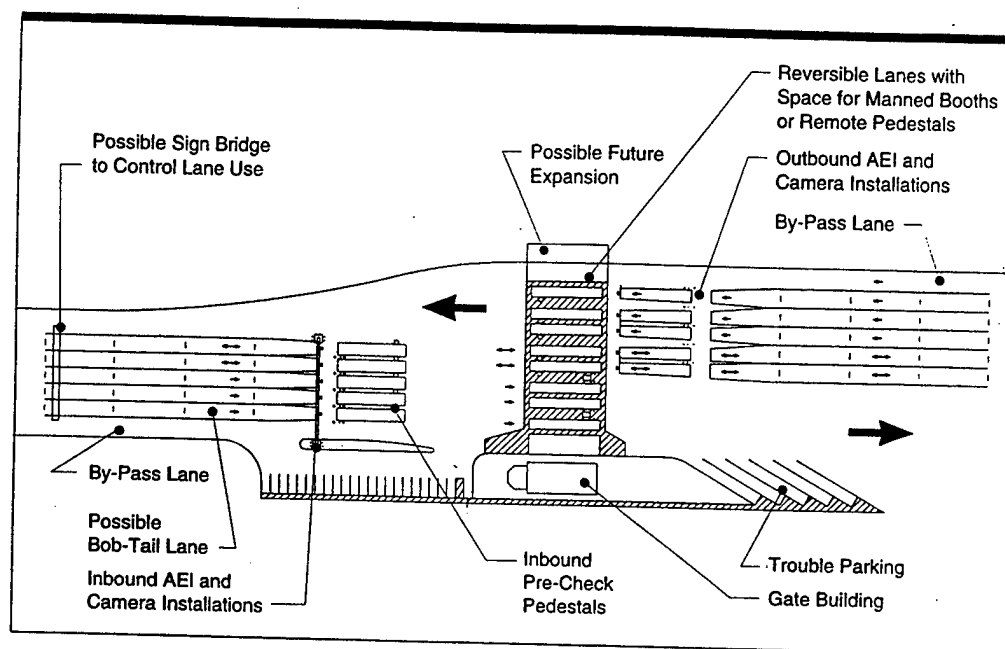 Reversible Lanes with
Space for Manned Booths
or Remote Pedestals
Possible Sign Bridge
to Control Lane Use
Possible Future
Expansion
Outbound AEI and
Camera Installations
By-Pass Lane
By-Pass Lane
Possible
Bob-Tail Lane
Inbound AEI and
Camera Installations
Inbound
Pre-Check
Pedestals
Trouble Parking
Gate Building